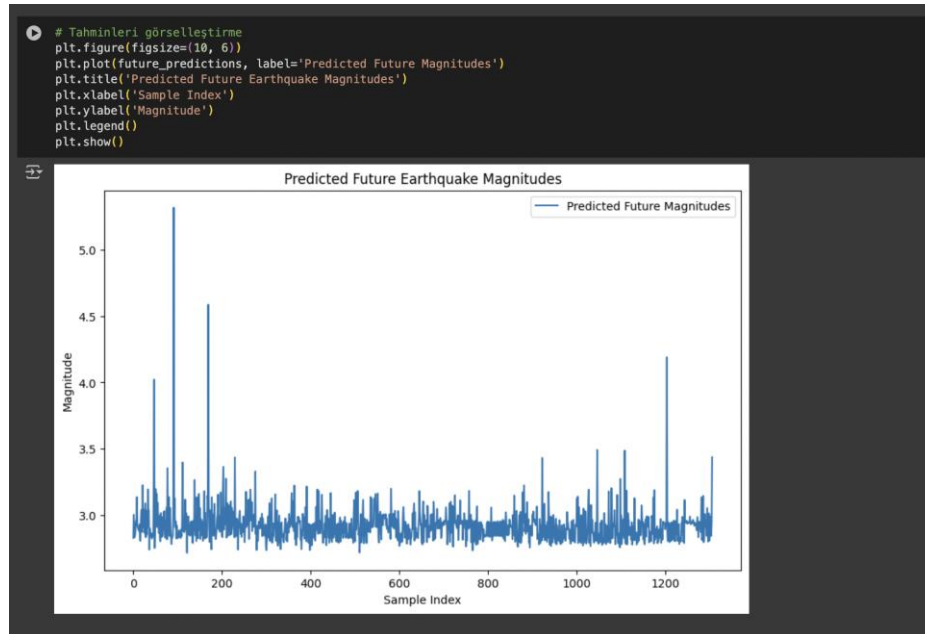 # Tahminleri görselleştirme
plt.figure(figsize=(10, 6))
plt.plot(future_predictions, label='Predicted Future Magnitudes')
plt.title('Predicted Future Earthquake Magnitudes')
plt.xlabel('Sample Index')
plt.ylabel('Magnitude')
plt.legend()
plt.show()
Predicted Future Earthquake Magnitudes
Predicted Future Magnitudes
Magnitude
5.0
4.5
4.0
3.5
3.0
0 200 400 600 800 1000 1200
Sample Index